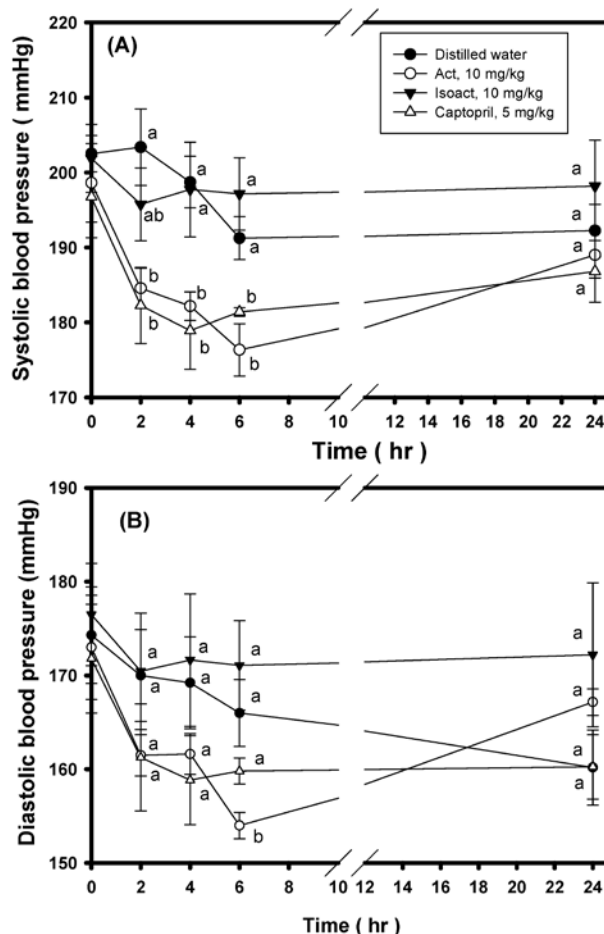 220
(A)
Distilled water
Act, 10 mg/kg
Isoact, 10 mg/kg
Captopril, 5 mg/kg
210
a
200
a
a
a
a
ab
a
190
a
a
b
b
a
180
b
b
b
b
170
0 2 4 6 8 10 12 14 16 18 20 22 24
Systolic blood pressure ( mmHg)
Time ( hr )
190
(B)
180
a
a
a
a
170
a
a
a
a
a
a
160
a
a
a
a
b
150
0 2 4 6 8 10 12 14 16 18 20 22 24
Diastolic blood pressure (mmHg)
Time ( hr )